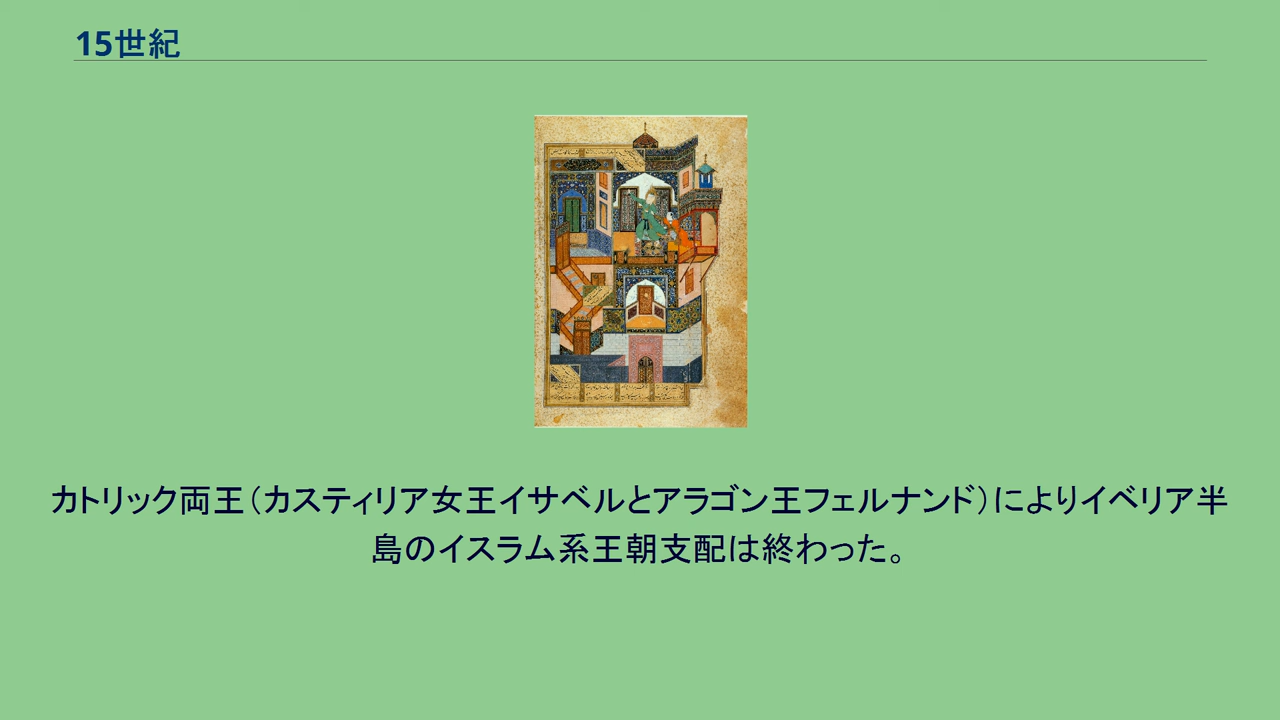 15世紀
カトリック両王（カスティリア女王イサベルとアラゴン王フェルナンド）によりイベリア半
島のイスラム系王朝支配は終わった。